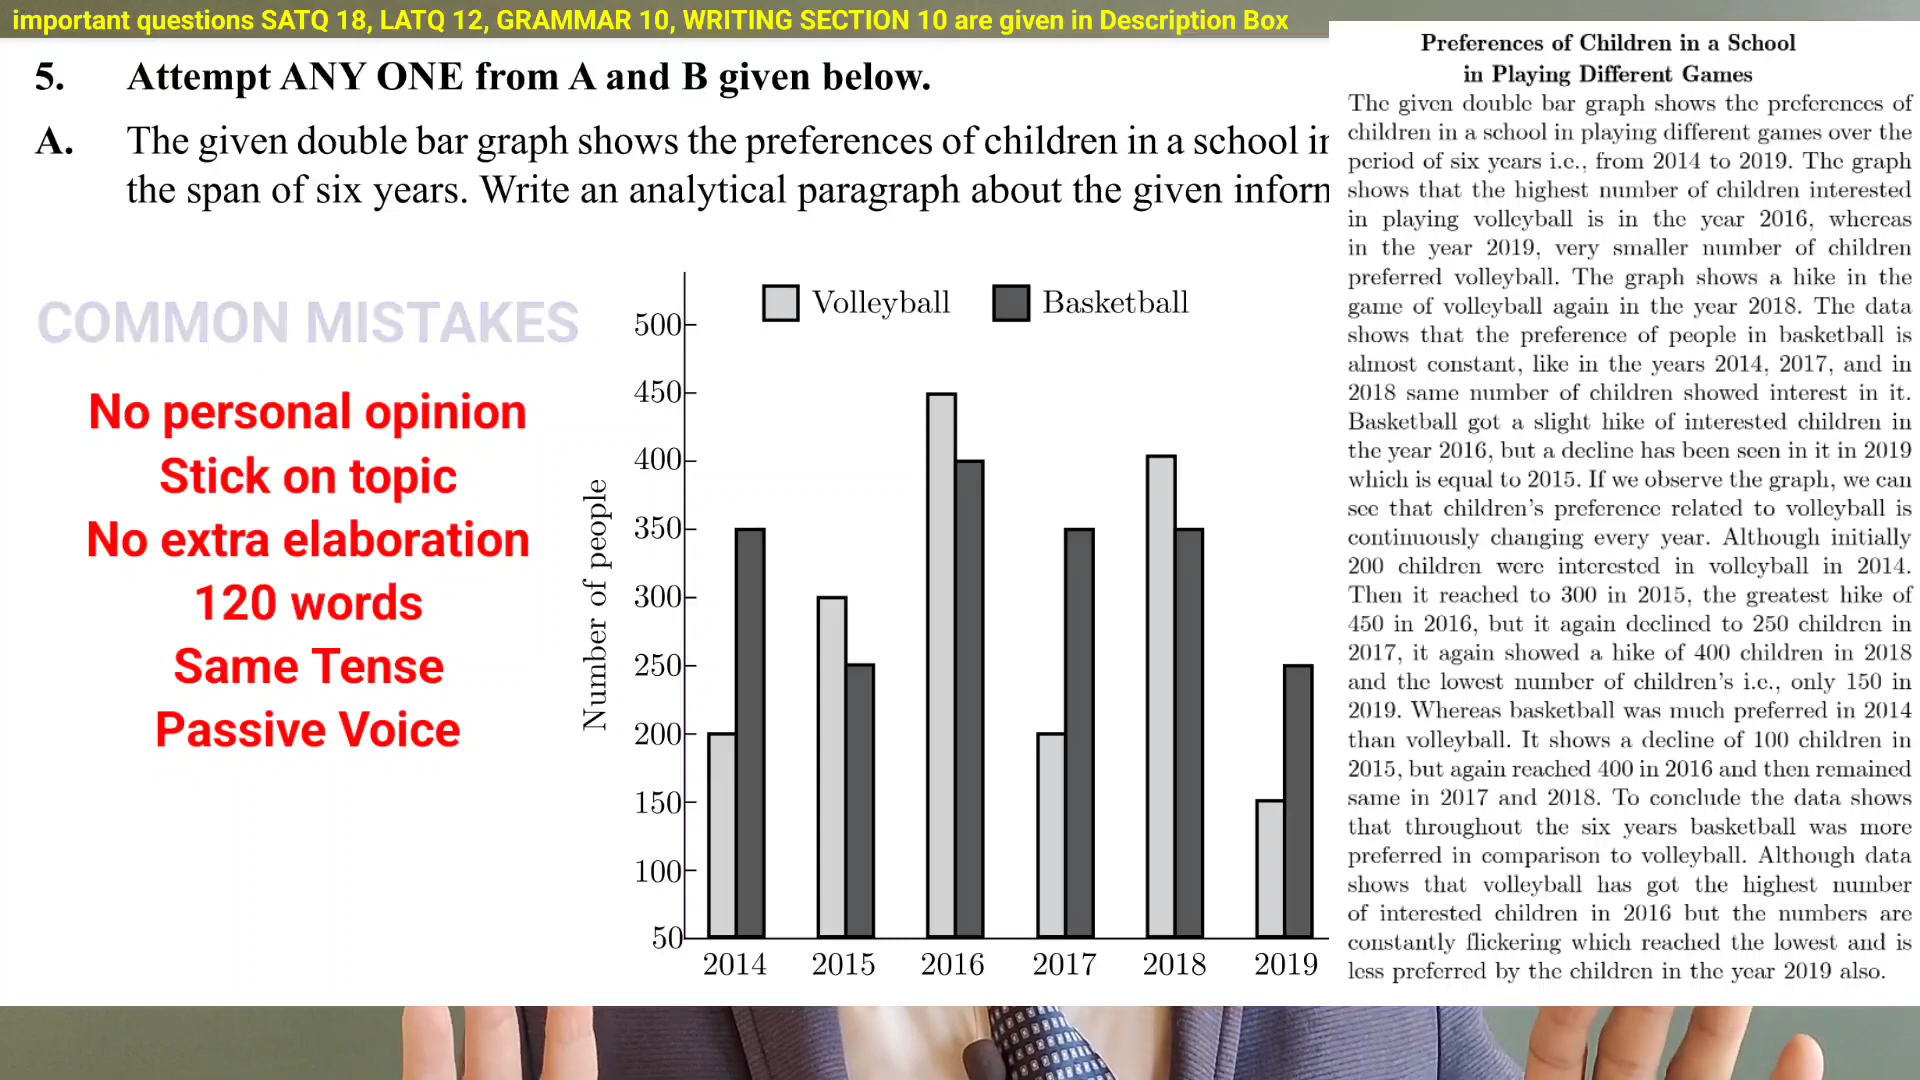 important questions SATQ 18, LATQ 12, GRAMMAR 10, WRITING SECTION 10 are given in Description Box
5. Attempt ANY ONE from A and B given below.
A. The given double bar graph shows the preferences of children in a school in
the span of six years. Write an analytical paragraph about the given inform
COMMON MISTAKES
No personal opinion
Stick on topic
No extra elaboration
120 words
Same Tense
Passive Voice
Volleyball
Basketball
Number of people
500
450
400
350
300
250
200
150
100
50
2014 2015 2016 2017 2018 2019
Preferences of Children in a School
in Playing Different Games
The given double bar graph shows the preferences of
children in a school in playing different games over the
period of six years i.e., from 2014 to 2019. The graph
shows that the highest number of children interested
in playing volleyball is in the year 2016, whereas
in the year 2019, very smaller number of children
preferred volleyball. The graph shows a hike in the
game of volleyball again in the year 2018. The data
shows that the preference of people in basketball is
almost constant, like in the years 2014, 2017, and in
2018 same number of children showed interest in it.
Basketball got a slight hike of interested children in
the year 2016, but a decline has been seen in it in 2019
which is equal to 2015. If we observe the graph, we can
see that children's preference related to volleyball is
continuously changing every year. Although initially
200 children were interested in volleyball in 2014.
Then it reached to 300 in 2015, the greatest hike of
450 in 2016, but it again declined to 250 children in
2017, it again showed a hike of 400 children in 2018
and the lowest number of children's i.e., only 150 in
2019. Whereas basketball was much preferred in 2014
than volleyball. It shows a decline of 100 children in
2015, but again reached 400 in 2016 and then remained
same in 2017 and 2018. To conclude the data shows
that throughout the six years basketball was more
preferred in comparison to volleyball. Although data
shows that volleyball has got the highest number
of interested children in 2016 but the numbers are
constantly flickering which reached the lowest and is
less preferred by the children in the year 2019 also.